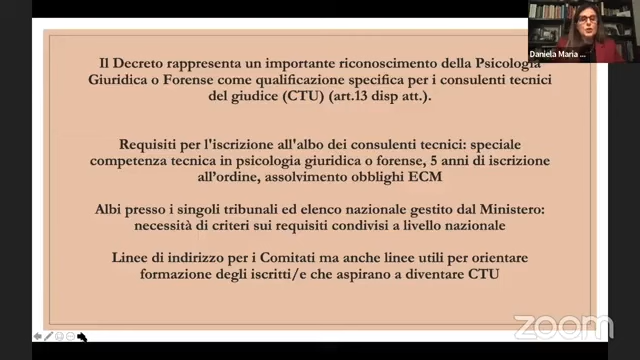 Il Decreto rappresenta un importante riconoscimento della Psicologia
Giuridica o Forense come qualificazione specifica per i consulenti tecnici
del giudice (CTU) (art.13 disp att.).
Requisiti per l'iscrizione all'albo dei consulenti tecnici: speciale
competenza tecnica in psicologia giuridica o forense, 5 anni di iscrizione
all'ordine, assolvimento obblighi ECM
Albi presso i singoli tribunali ed elenco nazionale gestito dal Ministero:
necessità di criteri sui requisiti condivisi a livello nazionale
Linee di indirizzo per i Comitati ma anche linee utili per orientare
formazione degli iscritti/e che aspirano a diventare CTU
Daniela Maria ...
zoom